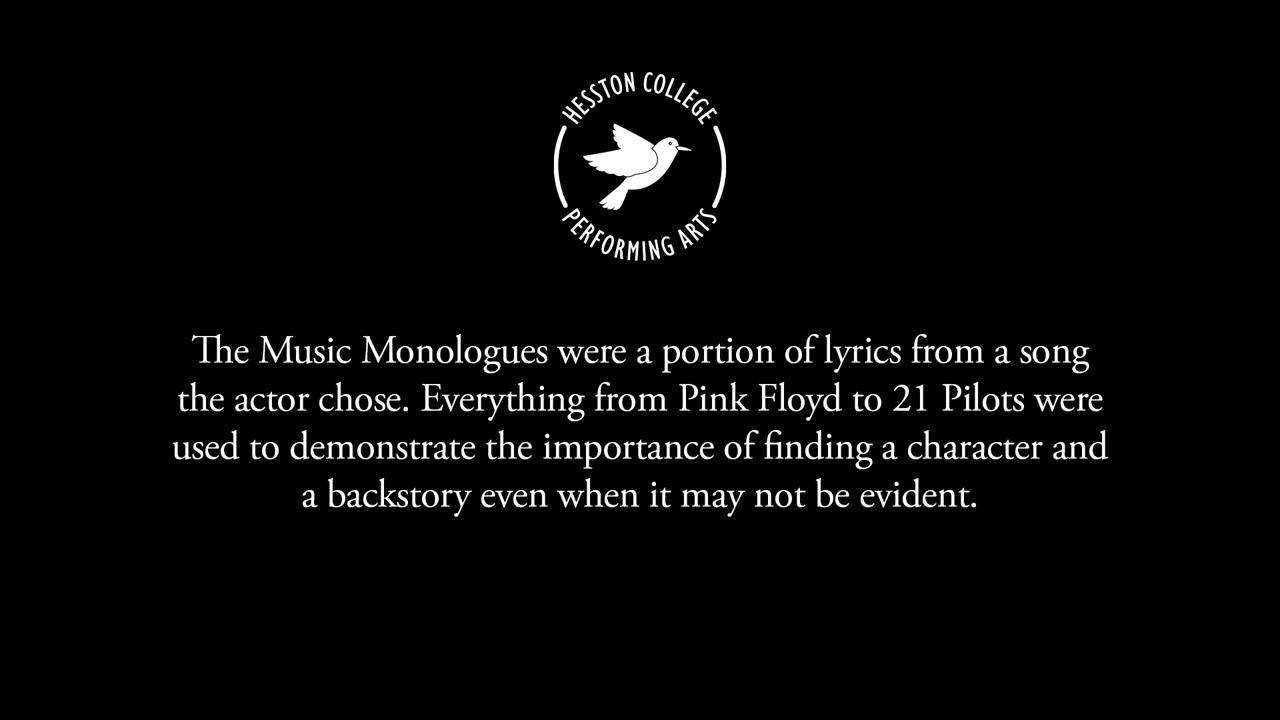 HESSTON COLLEGE
PERFORMING ARTS
The Music Monologues were a portion of lyrics from a song
the actor chose. Everything from Pink Floyd to 21 Pilots were
used to demonstrate the importance of finding a character and
a backstory even when it may not be evident.